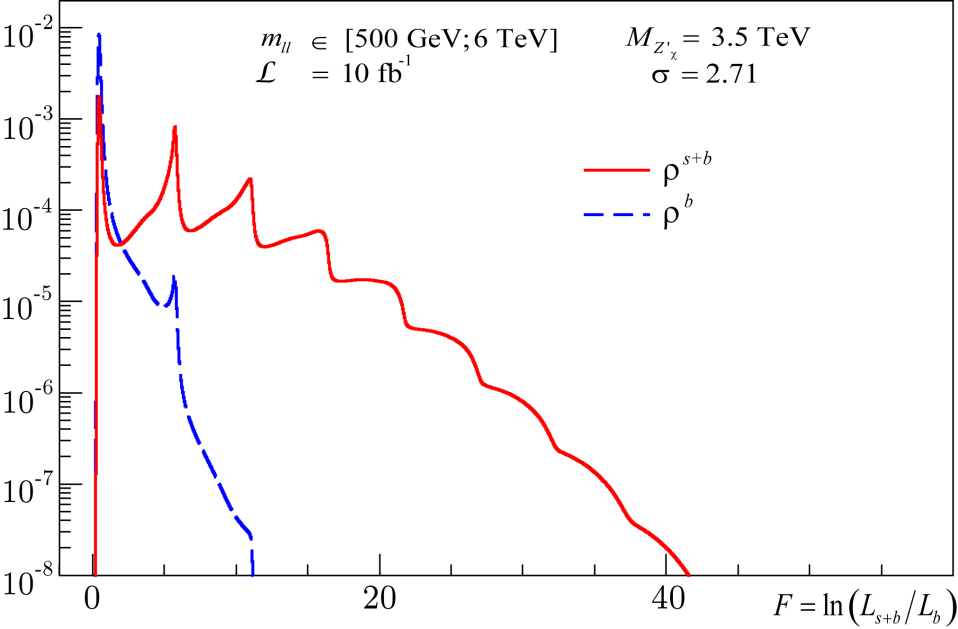 10⁻²
m_ll ∈ [500 GeV; 6 TeV] M_Z'χ = 3.5 TeV
ℒ = 10 fb⁻¹ σ = 2.71
10⁻³
ρ^s+b
10⁻⁴
ρ^b
10⁻⁵
10⁻⁶
10⁻⁷
10⁻⁸
0 20 40 F = ln(L_s+b/L_b)